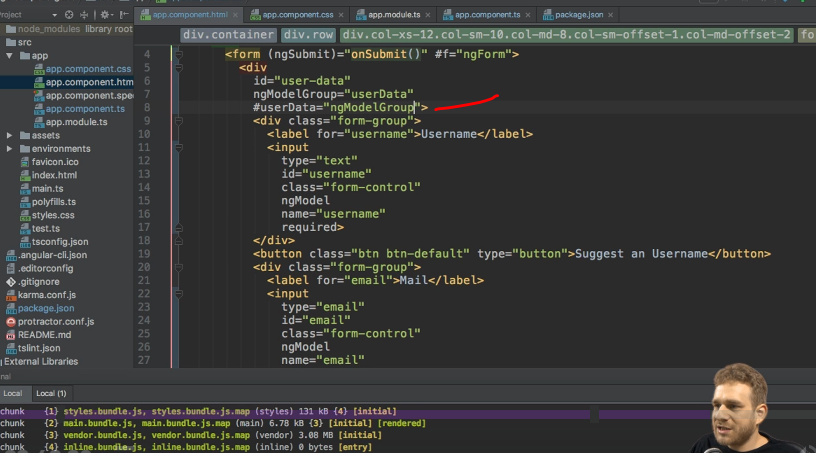 Project
app.component.html
app.component.css
app.module.ts
app.component.ts
package.json
node_modules library root
src
app
app.component.css
app.component.htm
app.component.spec
app.component.ts
app.module.ts
assets
environments
favicon.ico
index.html
main.ts
polyfills.ts
styles.css
test.ts
tsconfig.json
.angular-cli.json
.editorconfig
.gitignore
karma.conf.js
package.json
protractor.conf.js
README.md
tslint.json
External Libraries
div.container div.row div.col-xs-12.col-sm-10.col-md-8.col-sm-offset-1.col-md-offset-2 fo
4 <form (ngSubmit)="onSubmit()" #f="ngForm">
5 <div
6 id="user-data"
7 ngModelGroup="userData"
8 #userData="ngModelGroup">
9 <div class="form-group">
10 <label for="username">Username</label>
11 <input
12 type="text"
13 id="username"
14 class="form-control"
15 ngModel
16 name="username"
17 required>
18 </div>
19 <button class="btn btn-default" type="button">Suggest an Username</button>
20 <div class="form-group">
21 <label for="email">Mail</label>
22 <input
23 type="email"
24 id="email"
25 class="form-control"
26 ngModel
27 name="email"
nal
Local Local (1)
chunk {1} styles.bundle.js, styles.bundle.js.map (styles) 131 kB {4} [initial]
chunk {2} main.bundle.js, main.bundle.js.map (main) 6.78 kB {3} [initial] [rendered]
chunk {3} vendor.bundle.js, vendor.bundle.js.map (vendor) 3.08 MB [initial]
chunk {4} inline.bundle.js, inline.bundle.js.map (inline) 0 bytes [entry]